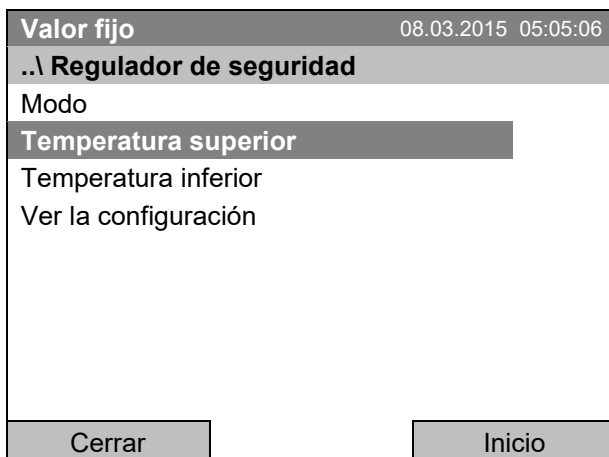 Valor fijo 08.03.2015 05:05:06
..\ Regulador de seguridad
Modo
Temperatura superior
Temperatura inferior
Ver la configuración
Cerrar Inicio